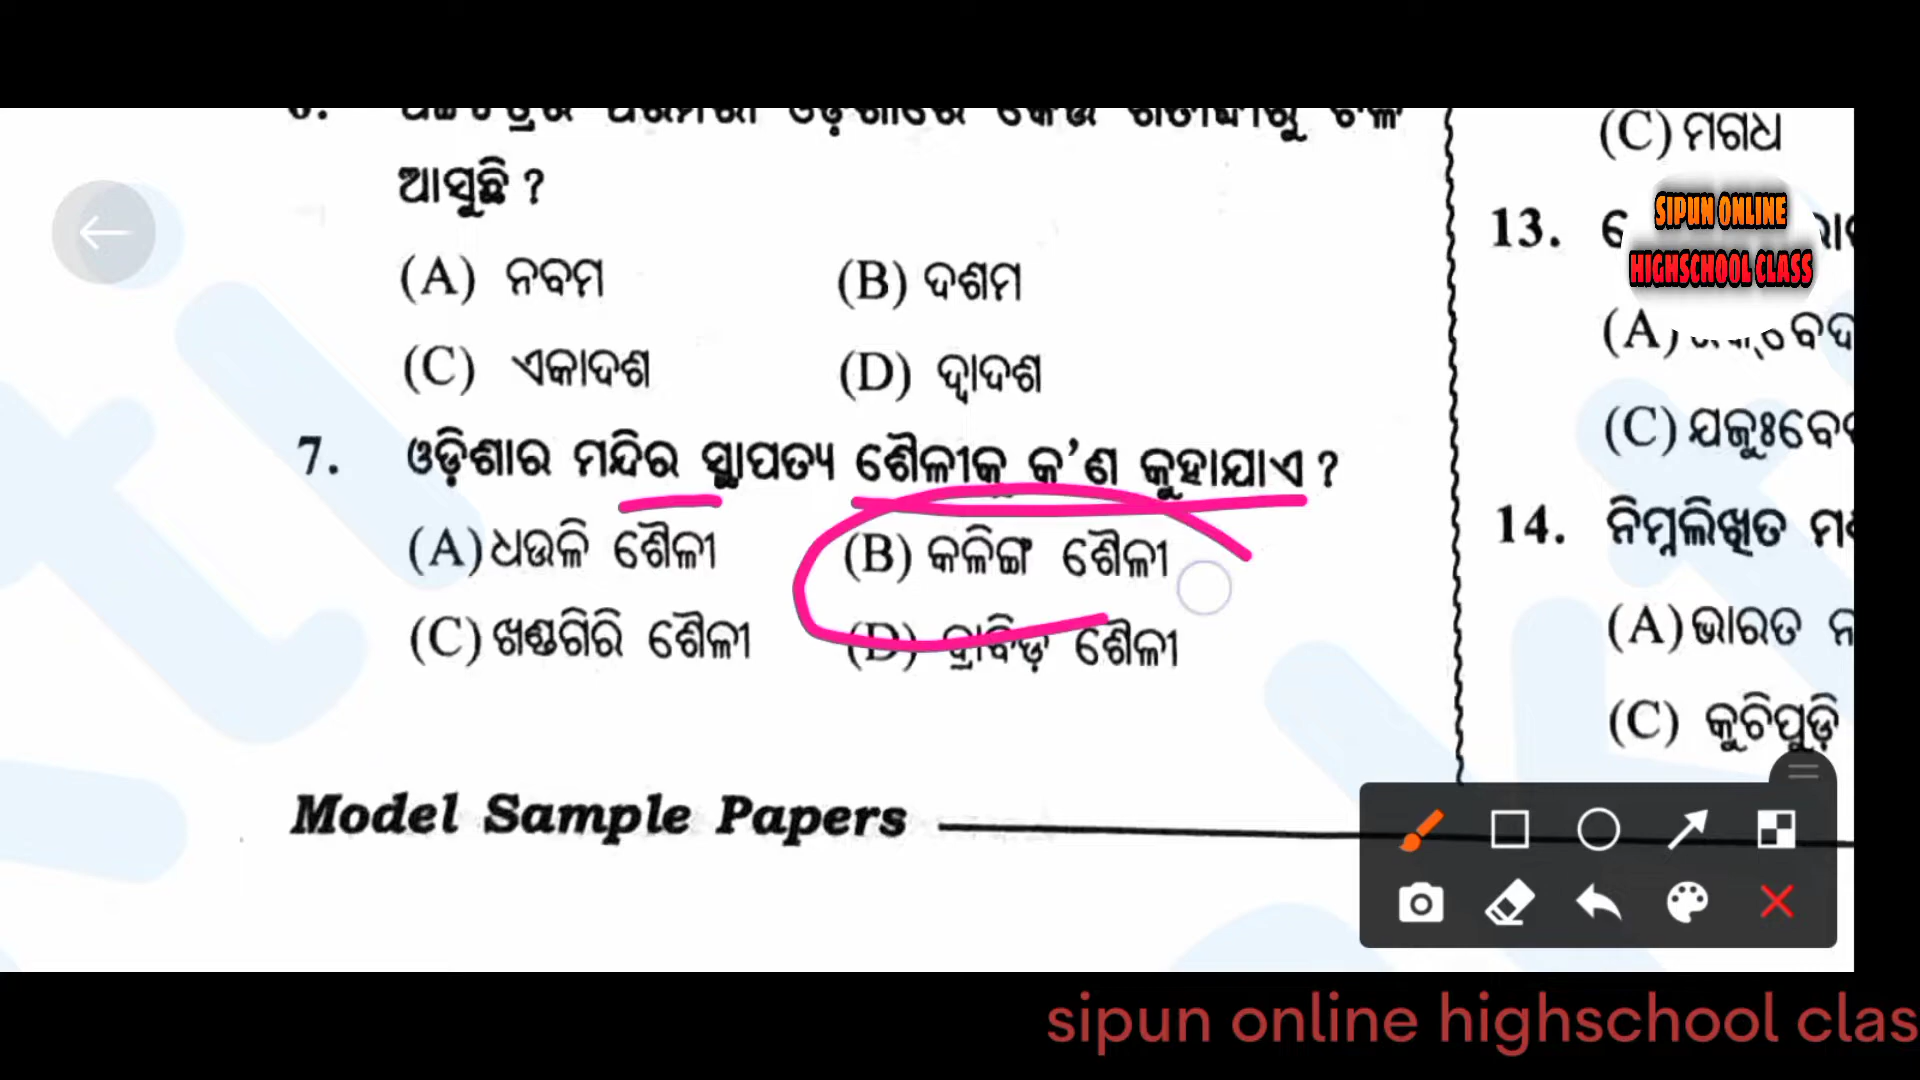 ଆସୁଛି ?
(A) ନବମ (B) ଦଶମ
(C) ଏକାଦଶ (D) ଦ୍ୱାଦଶ
7. ଓଡ଼ିଶାର ମନ୍ଦିର ସ୍ଥାପତ୍ୟ ଶୈଳୀକୁ କ'ଣ କୁହାଯାଏ ?
(A) ଧଉଳି ଶୈଳୀ (B) କଳିଙ୍ଗ ଶୈଳୀ
(C) ଖଣ୍ଡଗିରି ଶୈଳୀ (D) ଦ୍ରାବିଡ଼ ଶୈଳୀ
Model Sample Papers
(C) ମଗଧ
13.
SIPUN ONLINE
HIGHSCHOOL CLASS
(A)
(C)
14. ନିମ୍ନଲିଖିତ
(A) ଭାରତ
(C) କୁଚିପୁଡ଼ି
sipun online highschool clas